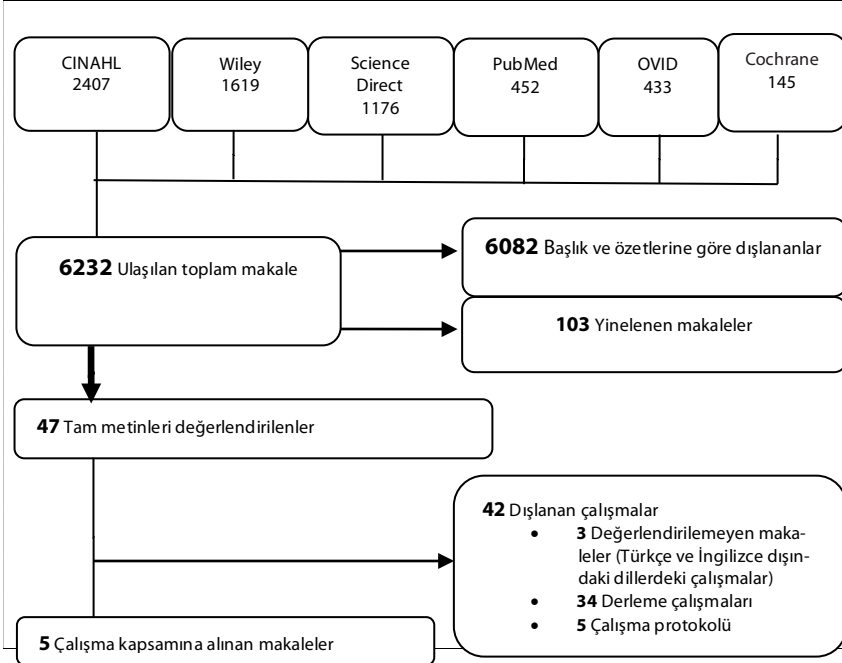 CINAHL
2407
Wiley
1619
Science
Direct
1176
PubMed
452
OVID
433
Cochrane
145
6232 Ulaşılan toplam makale
6082 Başlık ve özetlerine göre dışlananlar
103 Yinelenen makaleler
47 Tam metinleri değerlendirilenler
42 Dışlanan çalışmalar
• 3 Değerlendirilemeyen maka-
leler (Türkçe ve İngilizce dışın-
daki dillerdeki çalışmalar)
• 34 Derleme çalışmaları
• 5 Çalışma protokolü
5 Çalışma kapsamına alınan makaleler